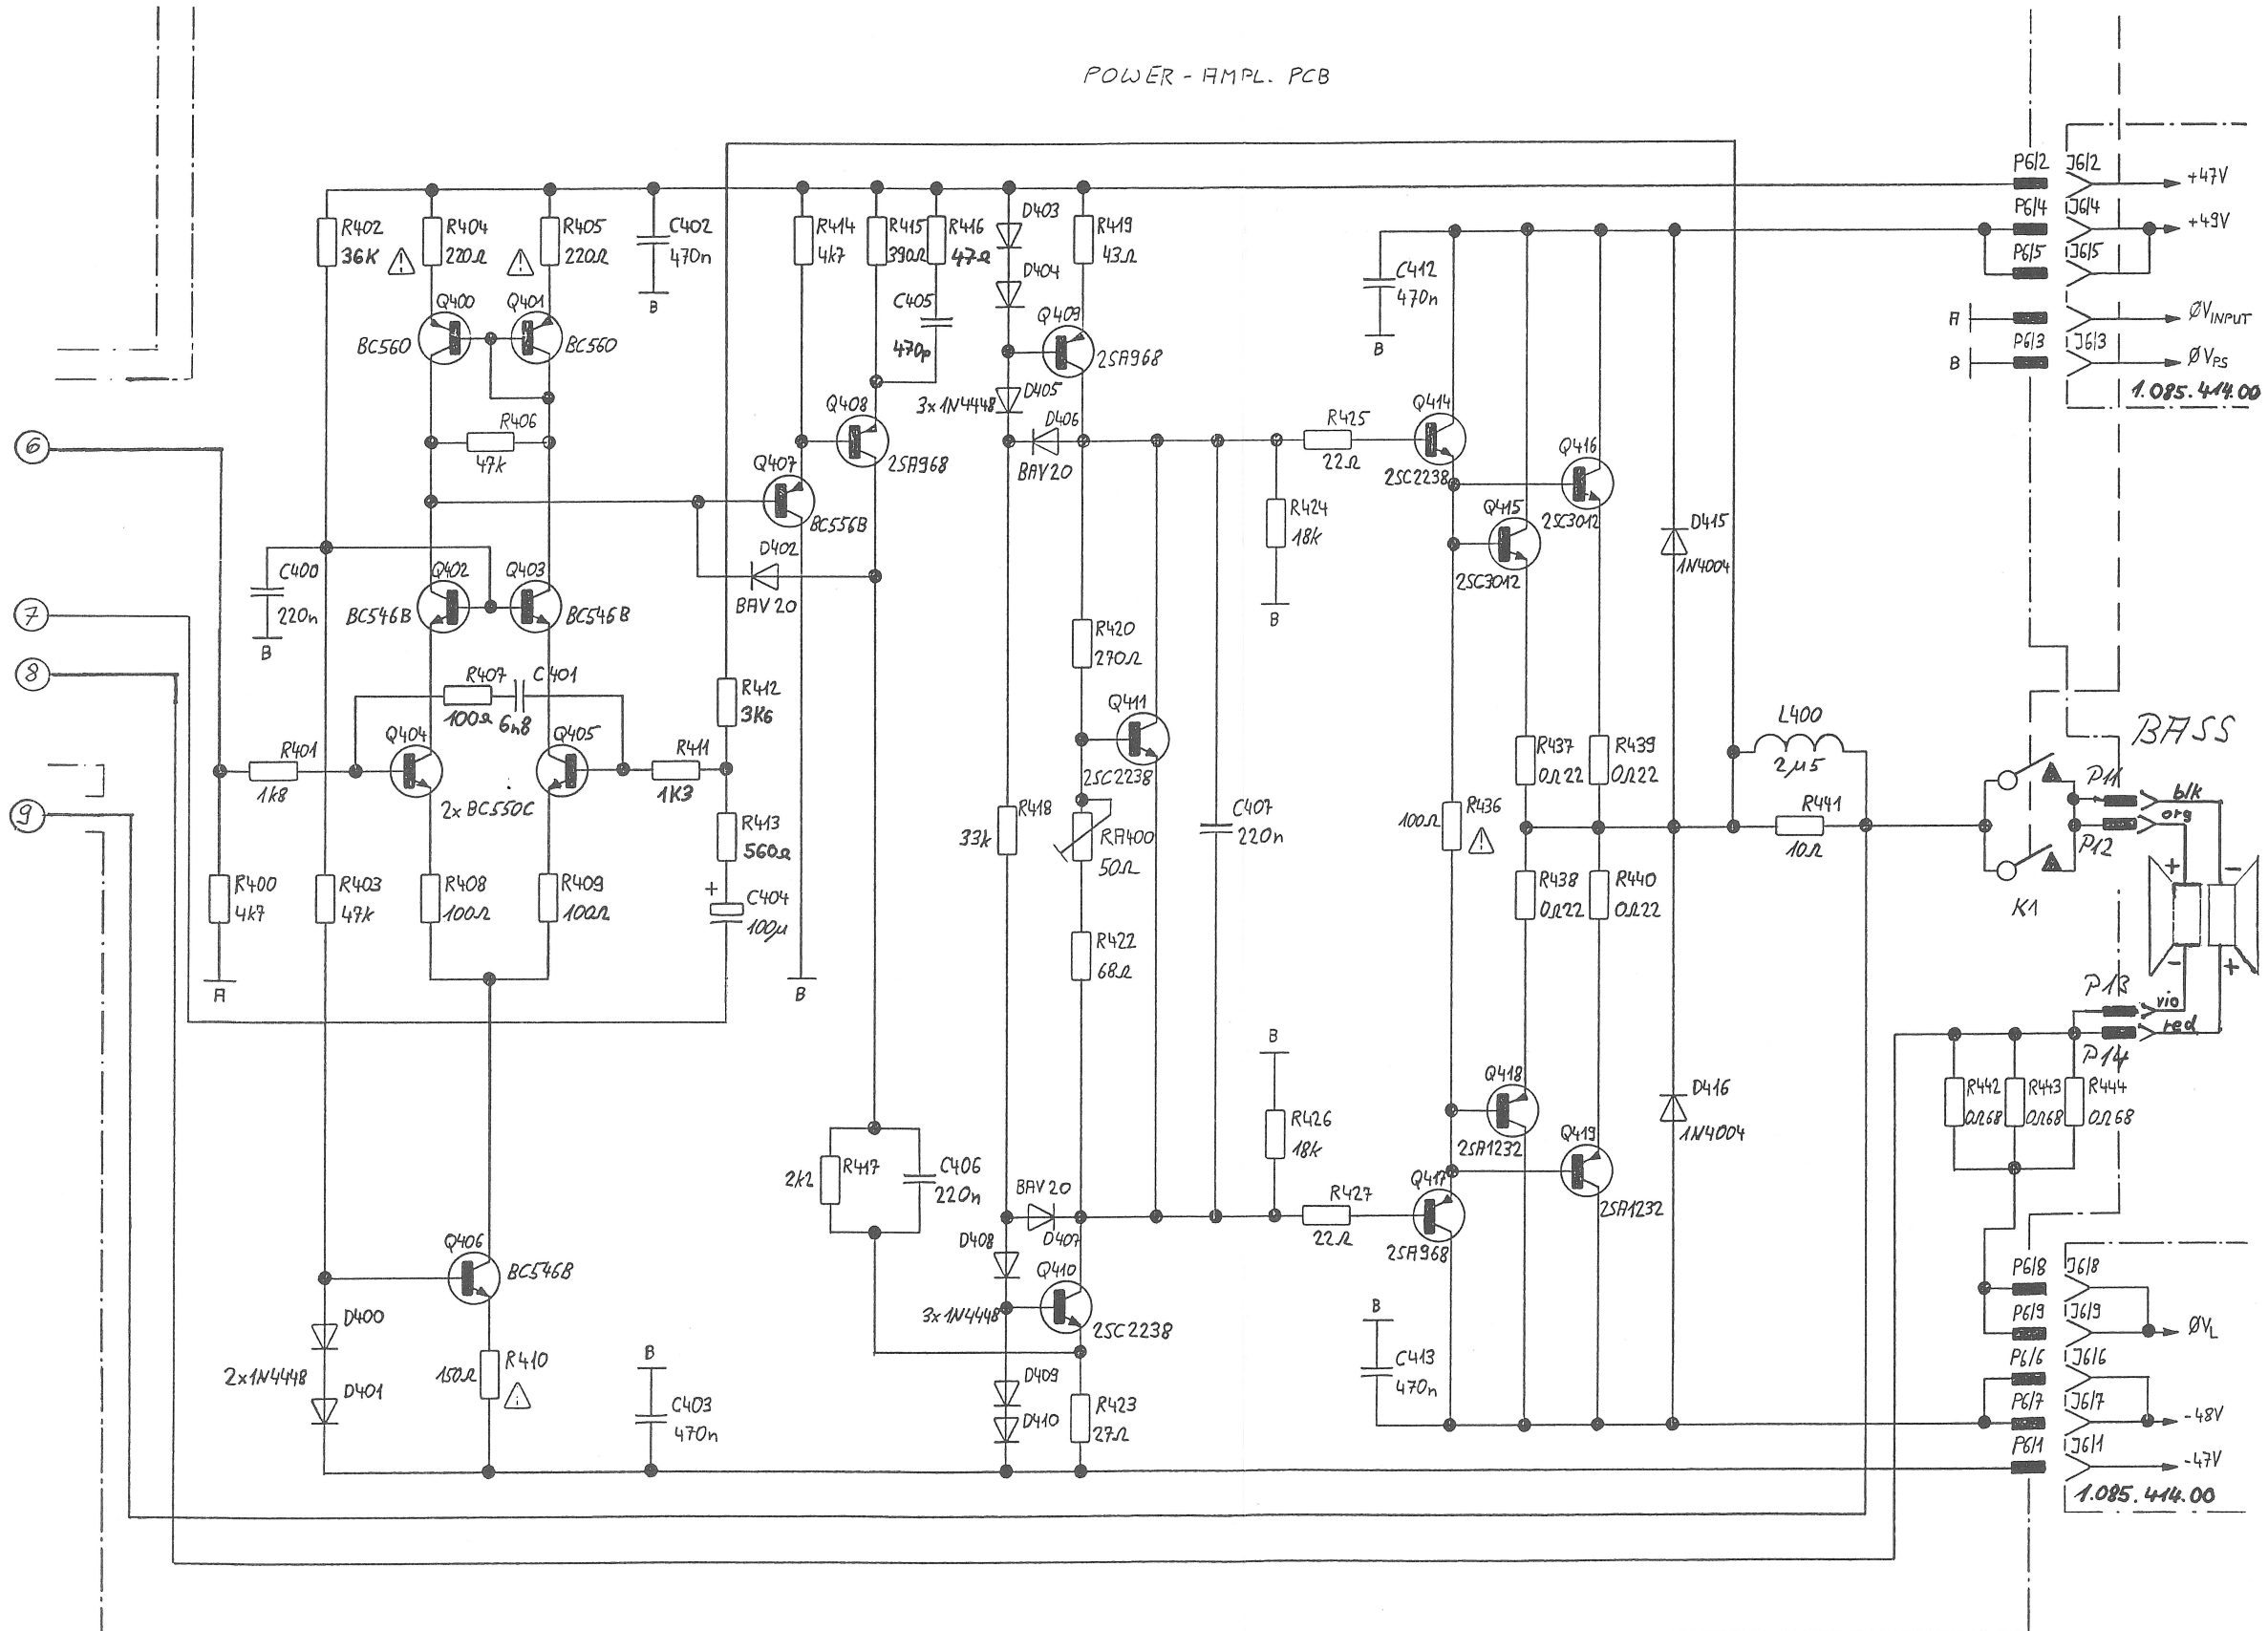 POWER - AMPL. PCB
P6/2 J6/2
+47V
P6/4 J6/4
+49V
P6/5 J6/5
A
ØV INPUT
P6/3 J6/3
B
ØVPS
1.085.414.00
R402
36K
R404
220Ω
R405
220Ω
C402
470n
B
R414
4k7
R415
390Ω
R416
47Ω
D403
R419
43Ω
D404
C405
470p
C412
470n
B
Q400
BC560
Q401
BC560
Q409
2SA968
D405
3x1N4448
Q408
2SA968
D406
BAV20
R425
22Ω
Q414
2SC2238
Q416
2SC3012
6
R406
47k
Q407
BC556B
R424
18k
B
Q415
2SC3012
D415
1N4004
D402
BAV 20
C400
220n
B
Q402
BC546B
Q403
BC546B
7
8
R420
270Ω
R407
100Ω
C401
6n8
R412
3K6
Q411
2SC2238
L400
2µ5
BASS
R401
1k8
Q404
Q405
2xBC550C
R411
1K3
R437
0Ω22
R439
0Ω22
P11
blk
org
P12
9
R413
560Ω
R418
33k
RA400
50Ω
C407
220n
R436
100Ω
R441
10Ω
K1
+
-
-
+
R400
4k7
A
R403
47k
R408
100Ω
R409
100Ω
+
C404
100µ
B
R422
68Ω
R438
0Ω22
R440
0Ω22
P13
vio
red
P14
B
R426
18k
Q418
2SA1232
D416
1N4004
R442
0Ω68
R443
0Ω68
R444
0Ω68
R417
2k2
C406
220n
BAV 20
D407
R427
22Ω
Q417
2SA968
Q419
2SA1232
Q406
BC546B
D408
Q410
2SC2238
3x1N4448
P6/8 J6/8
P6/9 J6/9
ØVL
D400
2x1N4448
D401
R410
150Ω
B
C403
470n
D409
D410
R423
27Ω
B
C413
470n
P6/6 J6/6
P6/7 J6/7
-48V
P6/1 J6/1
-47V
1.085.414.00